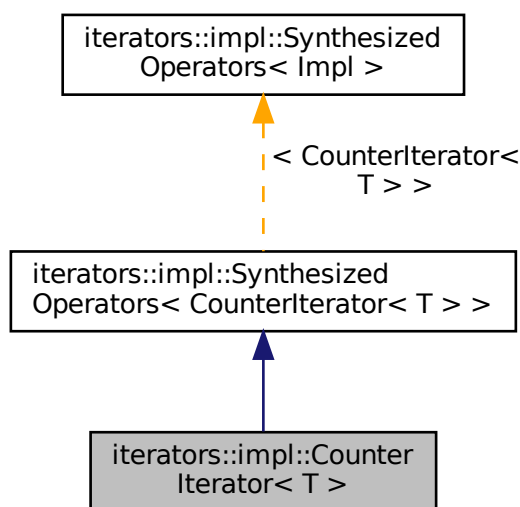 iterators::impl::Synthesized
Operators< Impl >
< CounterIterator<
T > >
iterators::impl::Synthesized
Operators< CounterIterator< T > >
iterators::impl::Counter
Iterator< T >